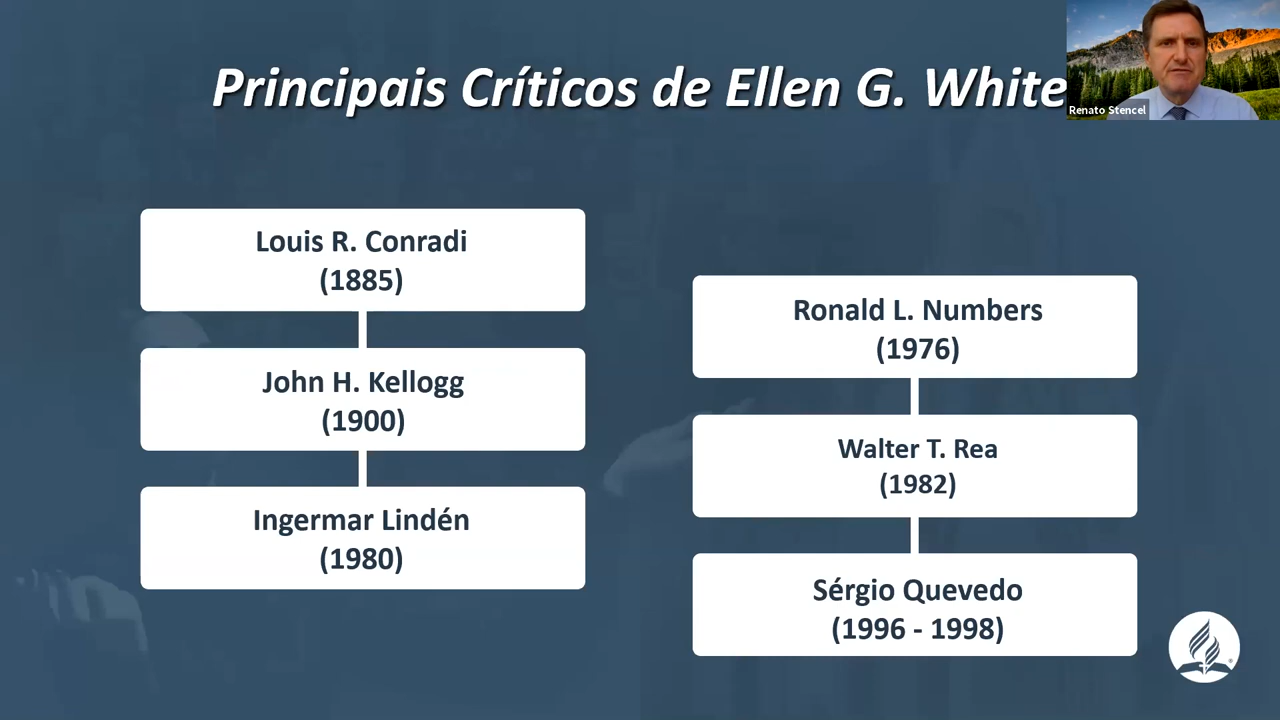 Principais Críticos de Ellen G. White
Renato Stencel
Louis R. Conradi
(1885)
John H. Kellogg
(1900)
Ingermar Lindén
(1980)
Ronald L. Numbers
(1976)
Walter T. Rea
(1982)
Sérgio Quevedo
(1996 - 1998)